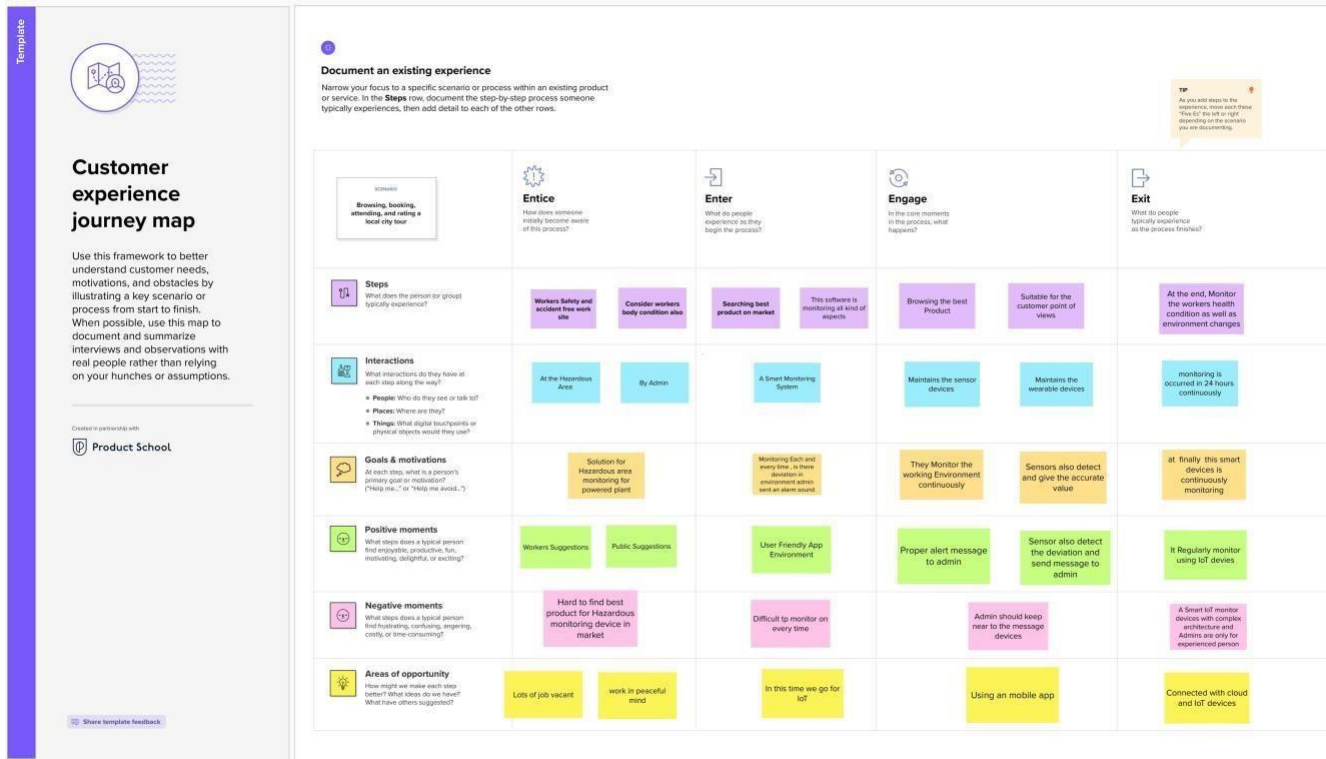 Template
Customer
experience
journey map
Use this framework to better
understand customer needs,
motivations, and obstacles by
illustrating a key scenario or
process from start to finish.
When possible, use this map to
document and summarize
interviews and observations with
real people rather than relying
on your hunches or assumptions.
Created in partnership with
Product School
Share template feedback
Document an existing experience
Narrow your focus to a specific scenario or process within an existing product
or service. In the Steps row, document the step-by-step process someone
typically experiences, then add detail to each of the other rows.
TIP
As you add steps to the
experience, move each these
"Five Es" the left or right
depending on the scenario
you are documenting.
SCENARIO
Browsing, booking,
attending, and rating a
local city tour
Entice
How does someone
initially become aware
of this process?
Enter
What do people
experience as they
begin the process?
Engage
In the core moments
in the process, what
happens?
Exit
What do people
typically experience
as the process finishes?
Steps
What does the person (or group)
typically experience?
Workers Safety and
accident free work
site
Consider workers
body condition also
Searching best
product on market
This software is
monitoring all kind of
aspects
Browsing the best
Product
Suitable for the
customer point of
views
At the end, Monitor
the workers health
condition as well as
environment changes
Interactions
What interactions do they have at
each step along the way?
People: Who do they see or talk to?
Places: Where are they?
Things: What digital touchpoints or
physical objects would they use?
At the Hazardous
Area
By Admin
A Smart Monitoring
System
Maintains the sensor
devices
Maintains the
wearable devices
monitoring is
occurred in 24 hours
continuously
Goals & motivations
At each step, what is a person's
primary goal or motivation?
("Help me..." or "Help me avoid...")
Solution for
Hazardous area
monitoring for
powered plant
Monitoring Each and
every time , is there
deviation in
environment admin
sent an alarm sound
They Monitor the
working Environment
continuously
Sensors also detect
and give the accurate
value
at finally this smart
devices is
continuously
monitoring
Positive moments
What steps does a typical person
find enjoyable, productive, fun,
motivating, delightful, or exciting?
Workers Suggestions
Public Suggestions
User Friendly App
Environment
Proper alert message
to admin
Sensor also detect
the deviation and
send message to
admin
It Regularly monitor
using IoT devies
Negative moments
What steps does a typical person
find frustrating, confusing, angering,
costly, or time-consuming?
Hard to find best
product for Hazardous
monitoring device in
market
Difficult tp monitor on
every time
Admin should keep
near to the message
devices
A Smart IoT monitor
devices with complex
architecture and
Admins are only for
experienced person
Areas of opportunity
How might we make each step
better? What ideas do we have?
What have others suggested?
Lots of job vacant
work in peaceful
mind
In this time we go for
IoT
Using an mobile app
Connected with cloud
and IoT devices